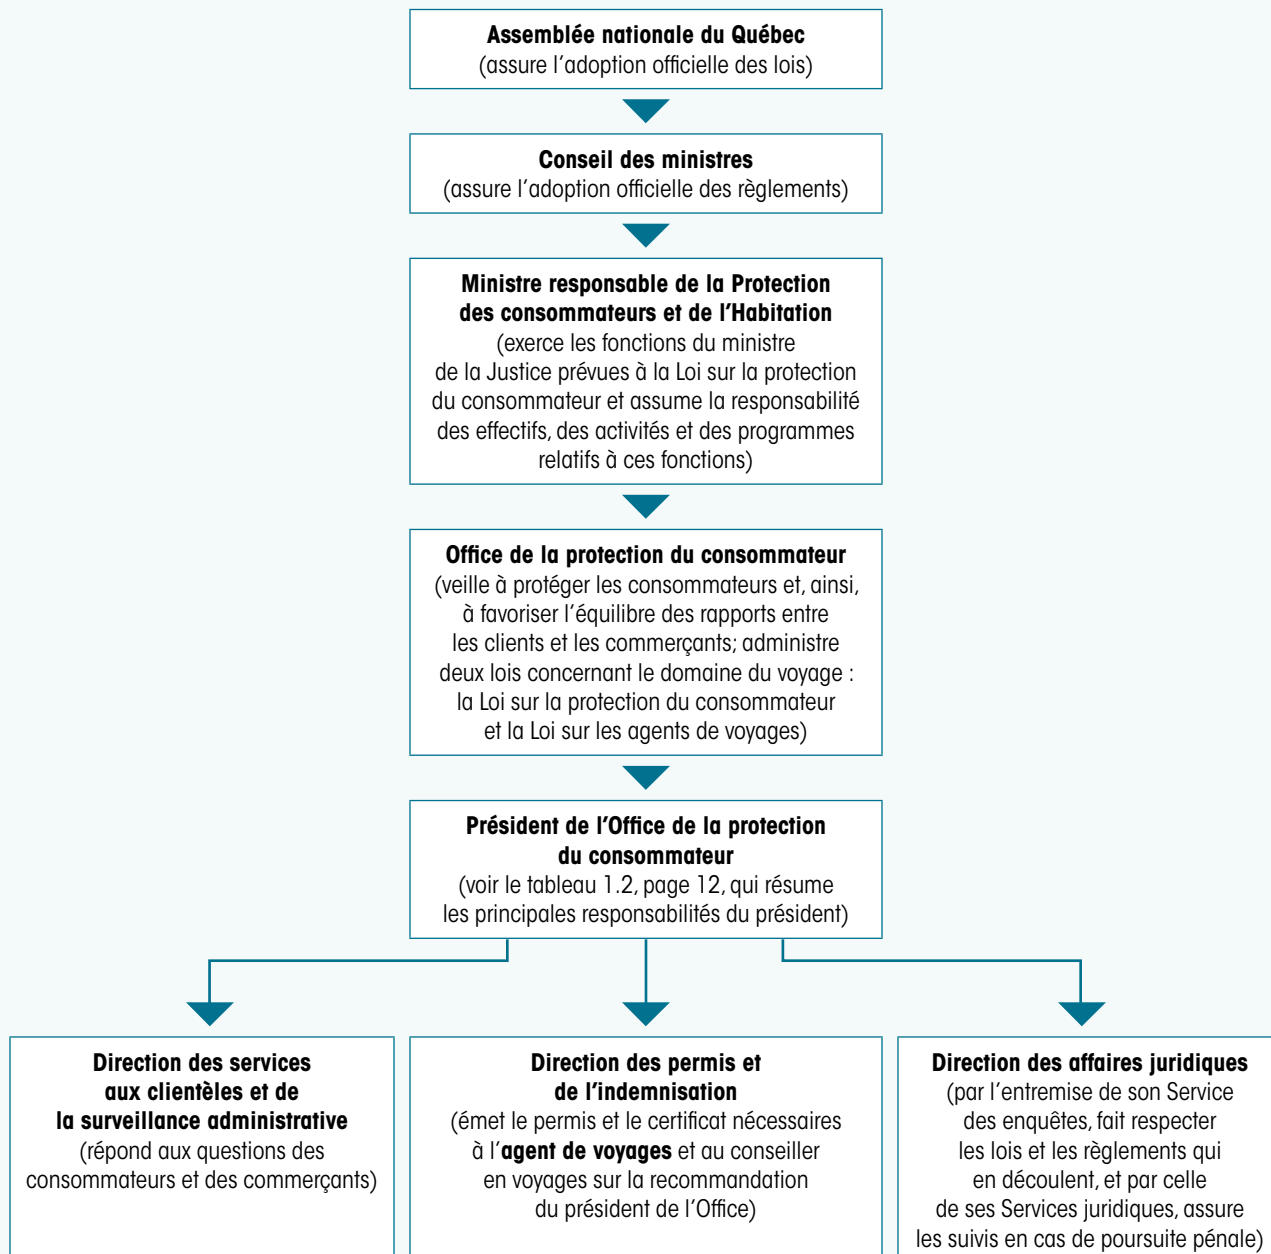 Assemblée nationale du Québec
(assure l’adoption officielle des lois)
Conseil des ministres
(assure l’adoption officielle des règlements)
Ministre responsable de la Protection
des consommateurs et de l’Habitation
(exerce les fonctions du ministre
de la Justice prévues à la Loi sur la protection
du consommateur et assume la responsabilité
des effectifs, des activités et des programmes
relatifs à ces fonctions)
Office de la protection du consommateur
(veille à protéger les consommateurs et, ainsi,
à favoriser l’équilibre des rapports entre
les clients et les commerçants; administre
deux lois concernant le domaine du voyage :
la Loi sur la protection du consommateur
et la Loi sur les agents de voyages)
Président de l’Office de la protection
du consommateur
(voir le tableau 1.2, page 12, qui résume
les principales responsabilités du président)
Direction des services
aux clientèles et de
la surveillance administrative
(répond aux questions des
consommateurs et des commerçants)
Direction des permis et
de l’indemnisation
(émet le permis et le certificat nécessaires
à l’agent de voyages et au conseiller
en voyages sur la recommandation
du président de l’Office)
Direction des affaires juridiques
(par l’entremise de son Service
des enquêtes, fait respecter
les lois et les règlements qui
en découlent, et par celle
de ses Services juridiques, assure
les suivis en cas de poursuite pénale)